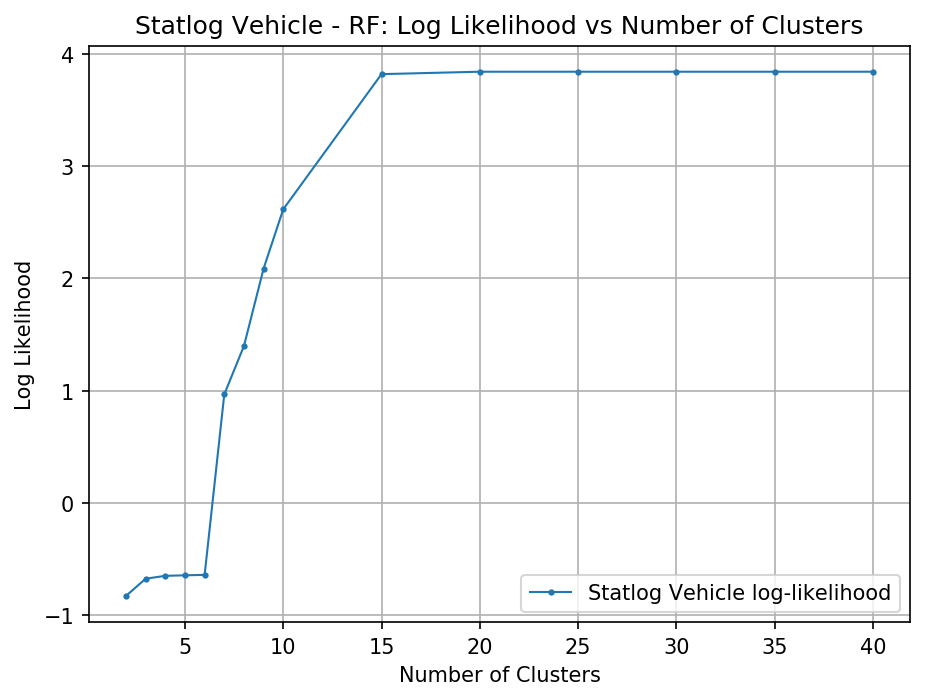 Statlog Vehicle - RF: Log Likelihood vs Number of Clusters
Log Likelihood
4
3
2
1
0
−1
5 10 15 20 25 30 35 40
Number of Clusters
Statlog Vehicle log-likelihood